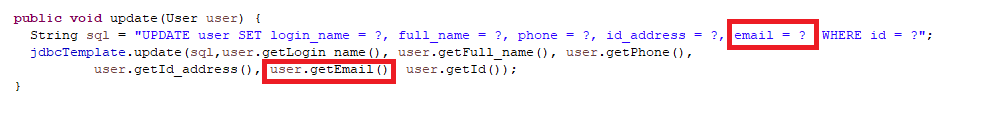 public void update(User user) {
String sql = "UPDATE user SET login_name = ?, full_name = ?, phone = ?, id_address = ?, email = ? WHERE id = ?";
jdbcTemplate.update(sql,user.getLogin_name(), user.getFull_name(), user.getPhone(),
user.getId_address(), user.getEmail() user.getId());
}